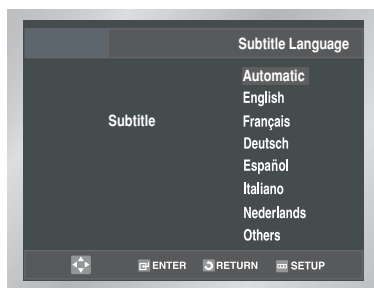 Subtitle Language
Automatic
English
Subtitle Français
Deutsch
Español
Italiano
Nederlands
Others
ENTER RETURN SETUP